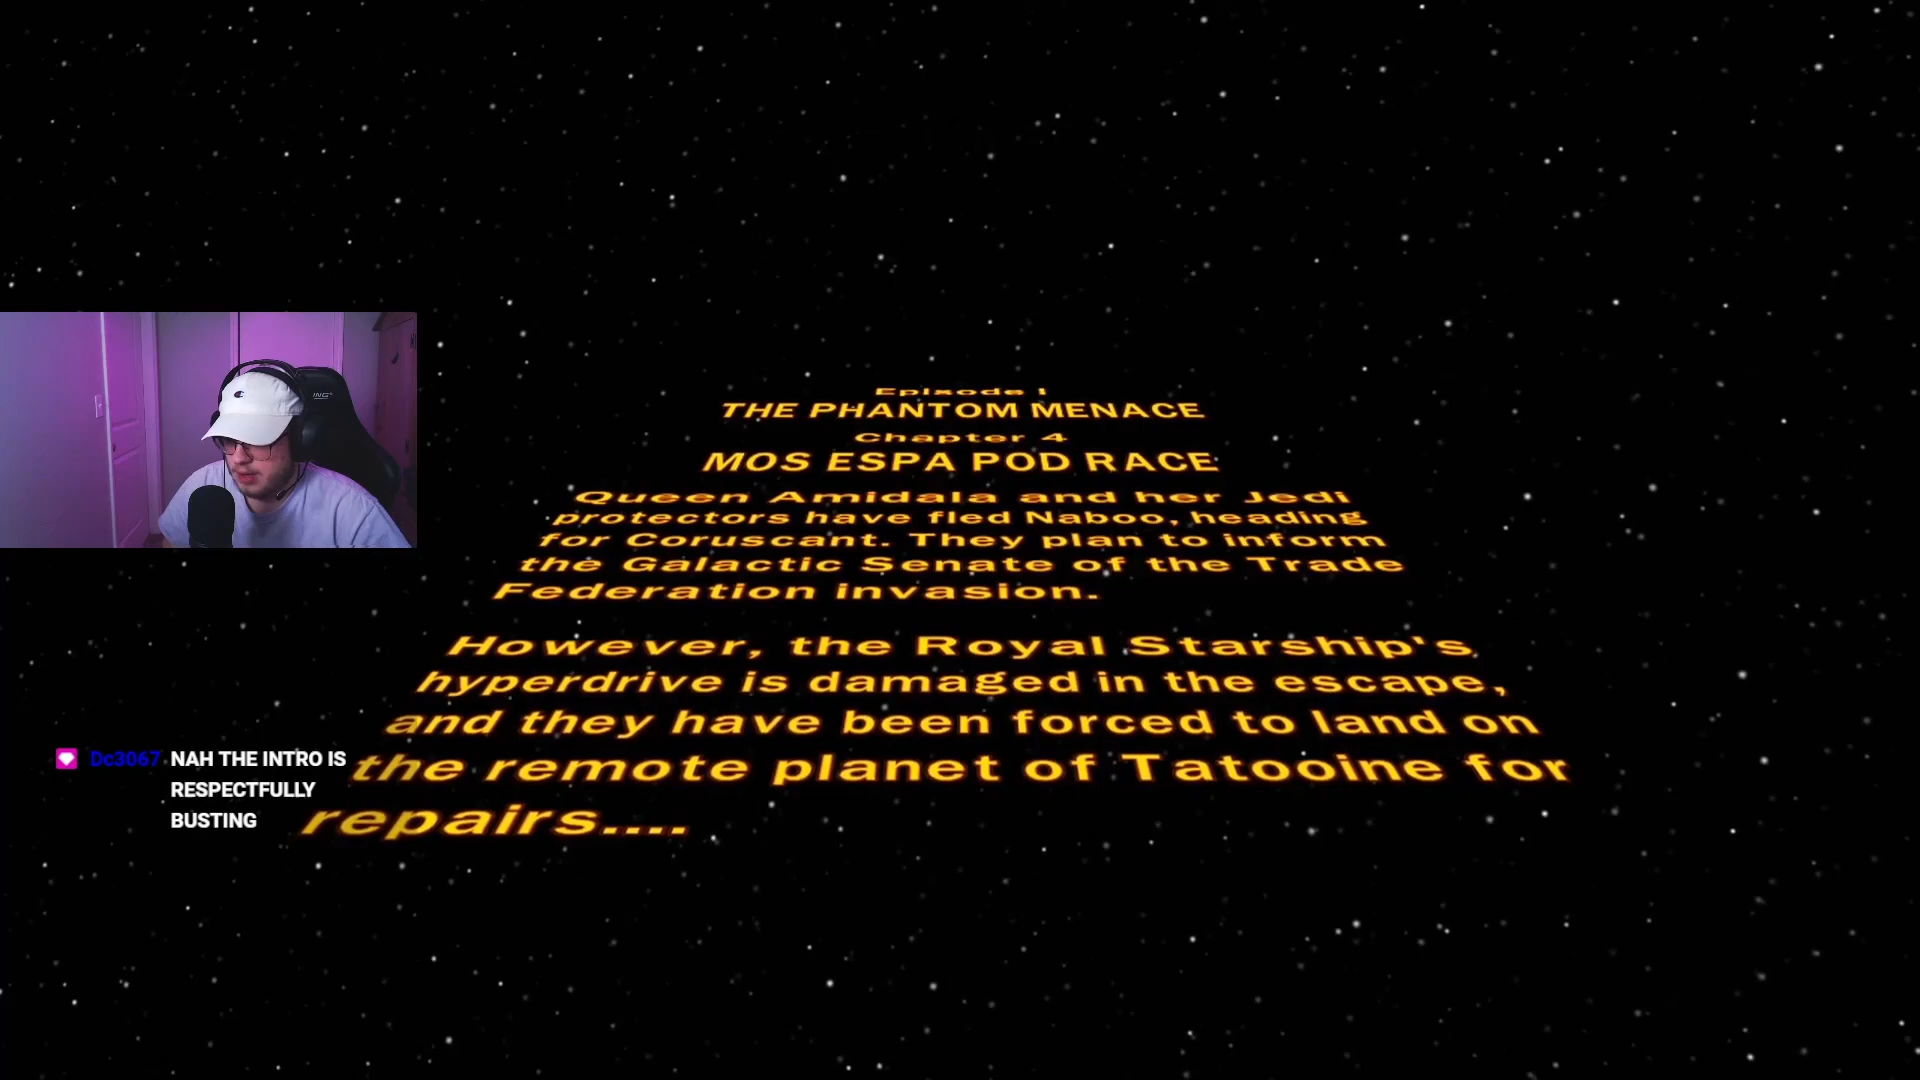 Episode I
THE PHANTOM MENACE
Chapter 4
MOS ESPA POD RACE
Queen Amidala and her Jedi
protectors have fled Naboo, heading
for Coruscant. They plan to inform
the Galactic Senate of the Trade
Federation invasion.
However, the Royal Starship's
hyperdrive is damaged in the escape,
and they have been forced to land on
the remote planet of Tatooine for
repairs....
Dc3067 NAH THE INTRO IS
RESPECTFULLY
BUSTING